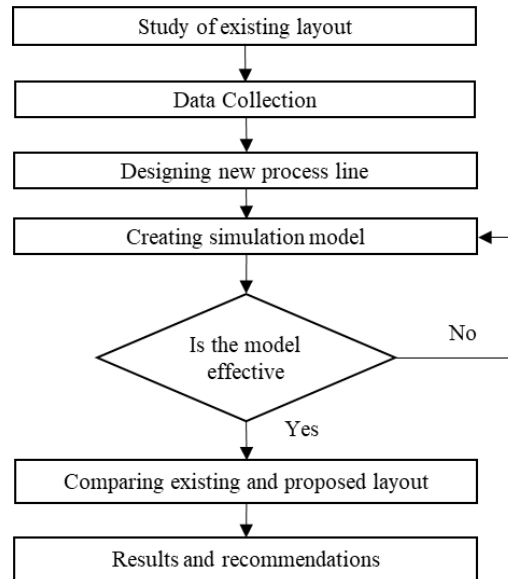 Study of existing layout
Data Collection
Designing new process line
Creating simulation model
Is the model
effective
No
Yes
Comparing existing and proposed layout
Results and recommendations